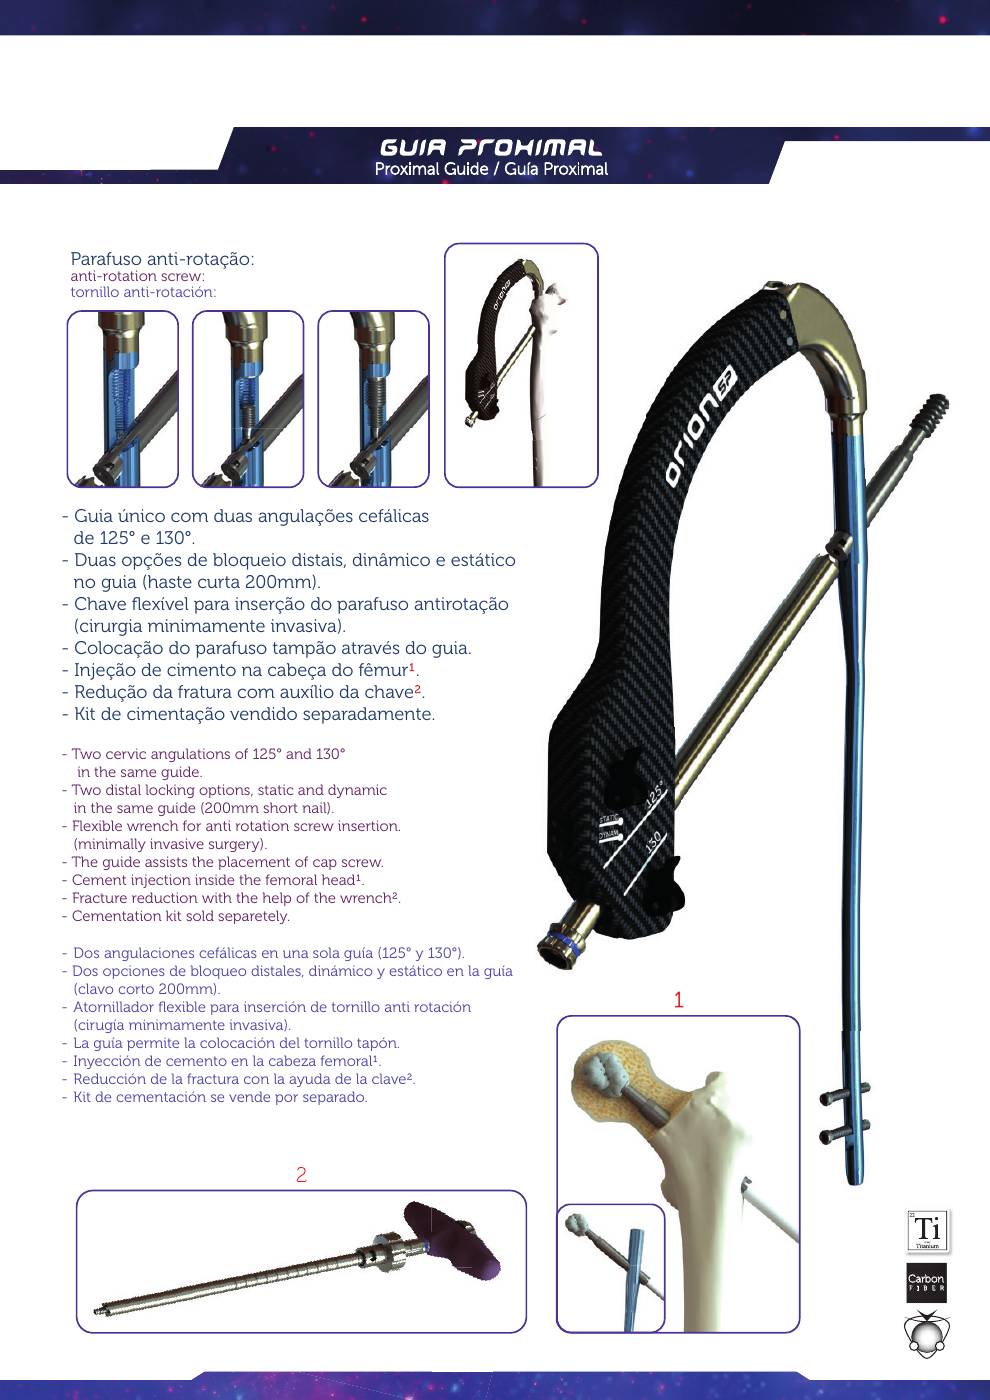 GUIA PROXIMAL
Proximal Guide / Guía Proximal
Parafuso anti-rotação:
anti-rotation screw:
tornillo anti-rotación:
ORION SP
ORION SP
- Guia único com duas angulações cefálicas
de 125° e 130°.
- Duas opções de bloqueio distais, dinâmico e estático
no guia (haste curta 200mm).
- Chave flexível para inserção do parafuso antirotação
(cirurgia minimamente invasiva).
- Colocação do parafuso tampão através do guia.
- Injeção de cimento na cabeça do fêmur¹.
- Redução da fratura com auxílio da chave².
- Kit de cimentação vendido separadamente.
- Two cervic angulations of 125° and 130°
in the same guide.
- Two distal locking options, static and dynamic
in the same guide (200mm short nail).
- Flexible wrench for anti rotation screw insertion.
(minimally invasive surgery).
- The guide assists the placement of cap screw.
- Cement injection inside the femoral head¹.
- Fracture reduction with the help of the wrench².
- Cementation kit sold separetely.
- Dos angulaciones cefálicas en una sola guía (125° y 130°).
- Dos opciones de bloqueo distales, dinámico y estático en la guía
(clavo corto 200mm).
- Atornillador flexible para inserción de tornillo anti rotación
(cirugía minimamente invasiva).
- La guía permite la colocación del tornillo tapón.
- Inyección de cemento en la cabeza femoral¹.
- Reducción de la fractura con la ayuda de la clave².
- Kit de cementación se vende por separado.
125°
STATIC
DYNAM
130
1
2
22
Ti
Titanium
Carbon
FIBER